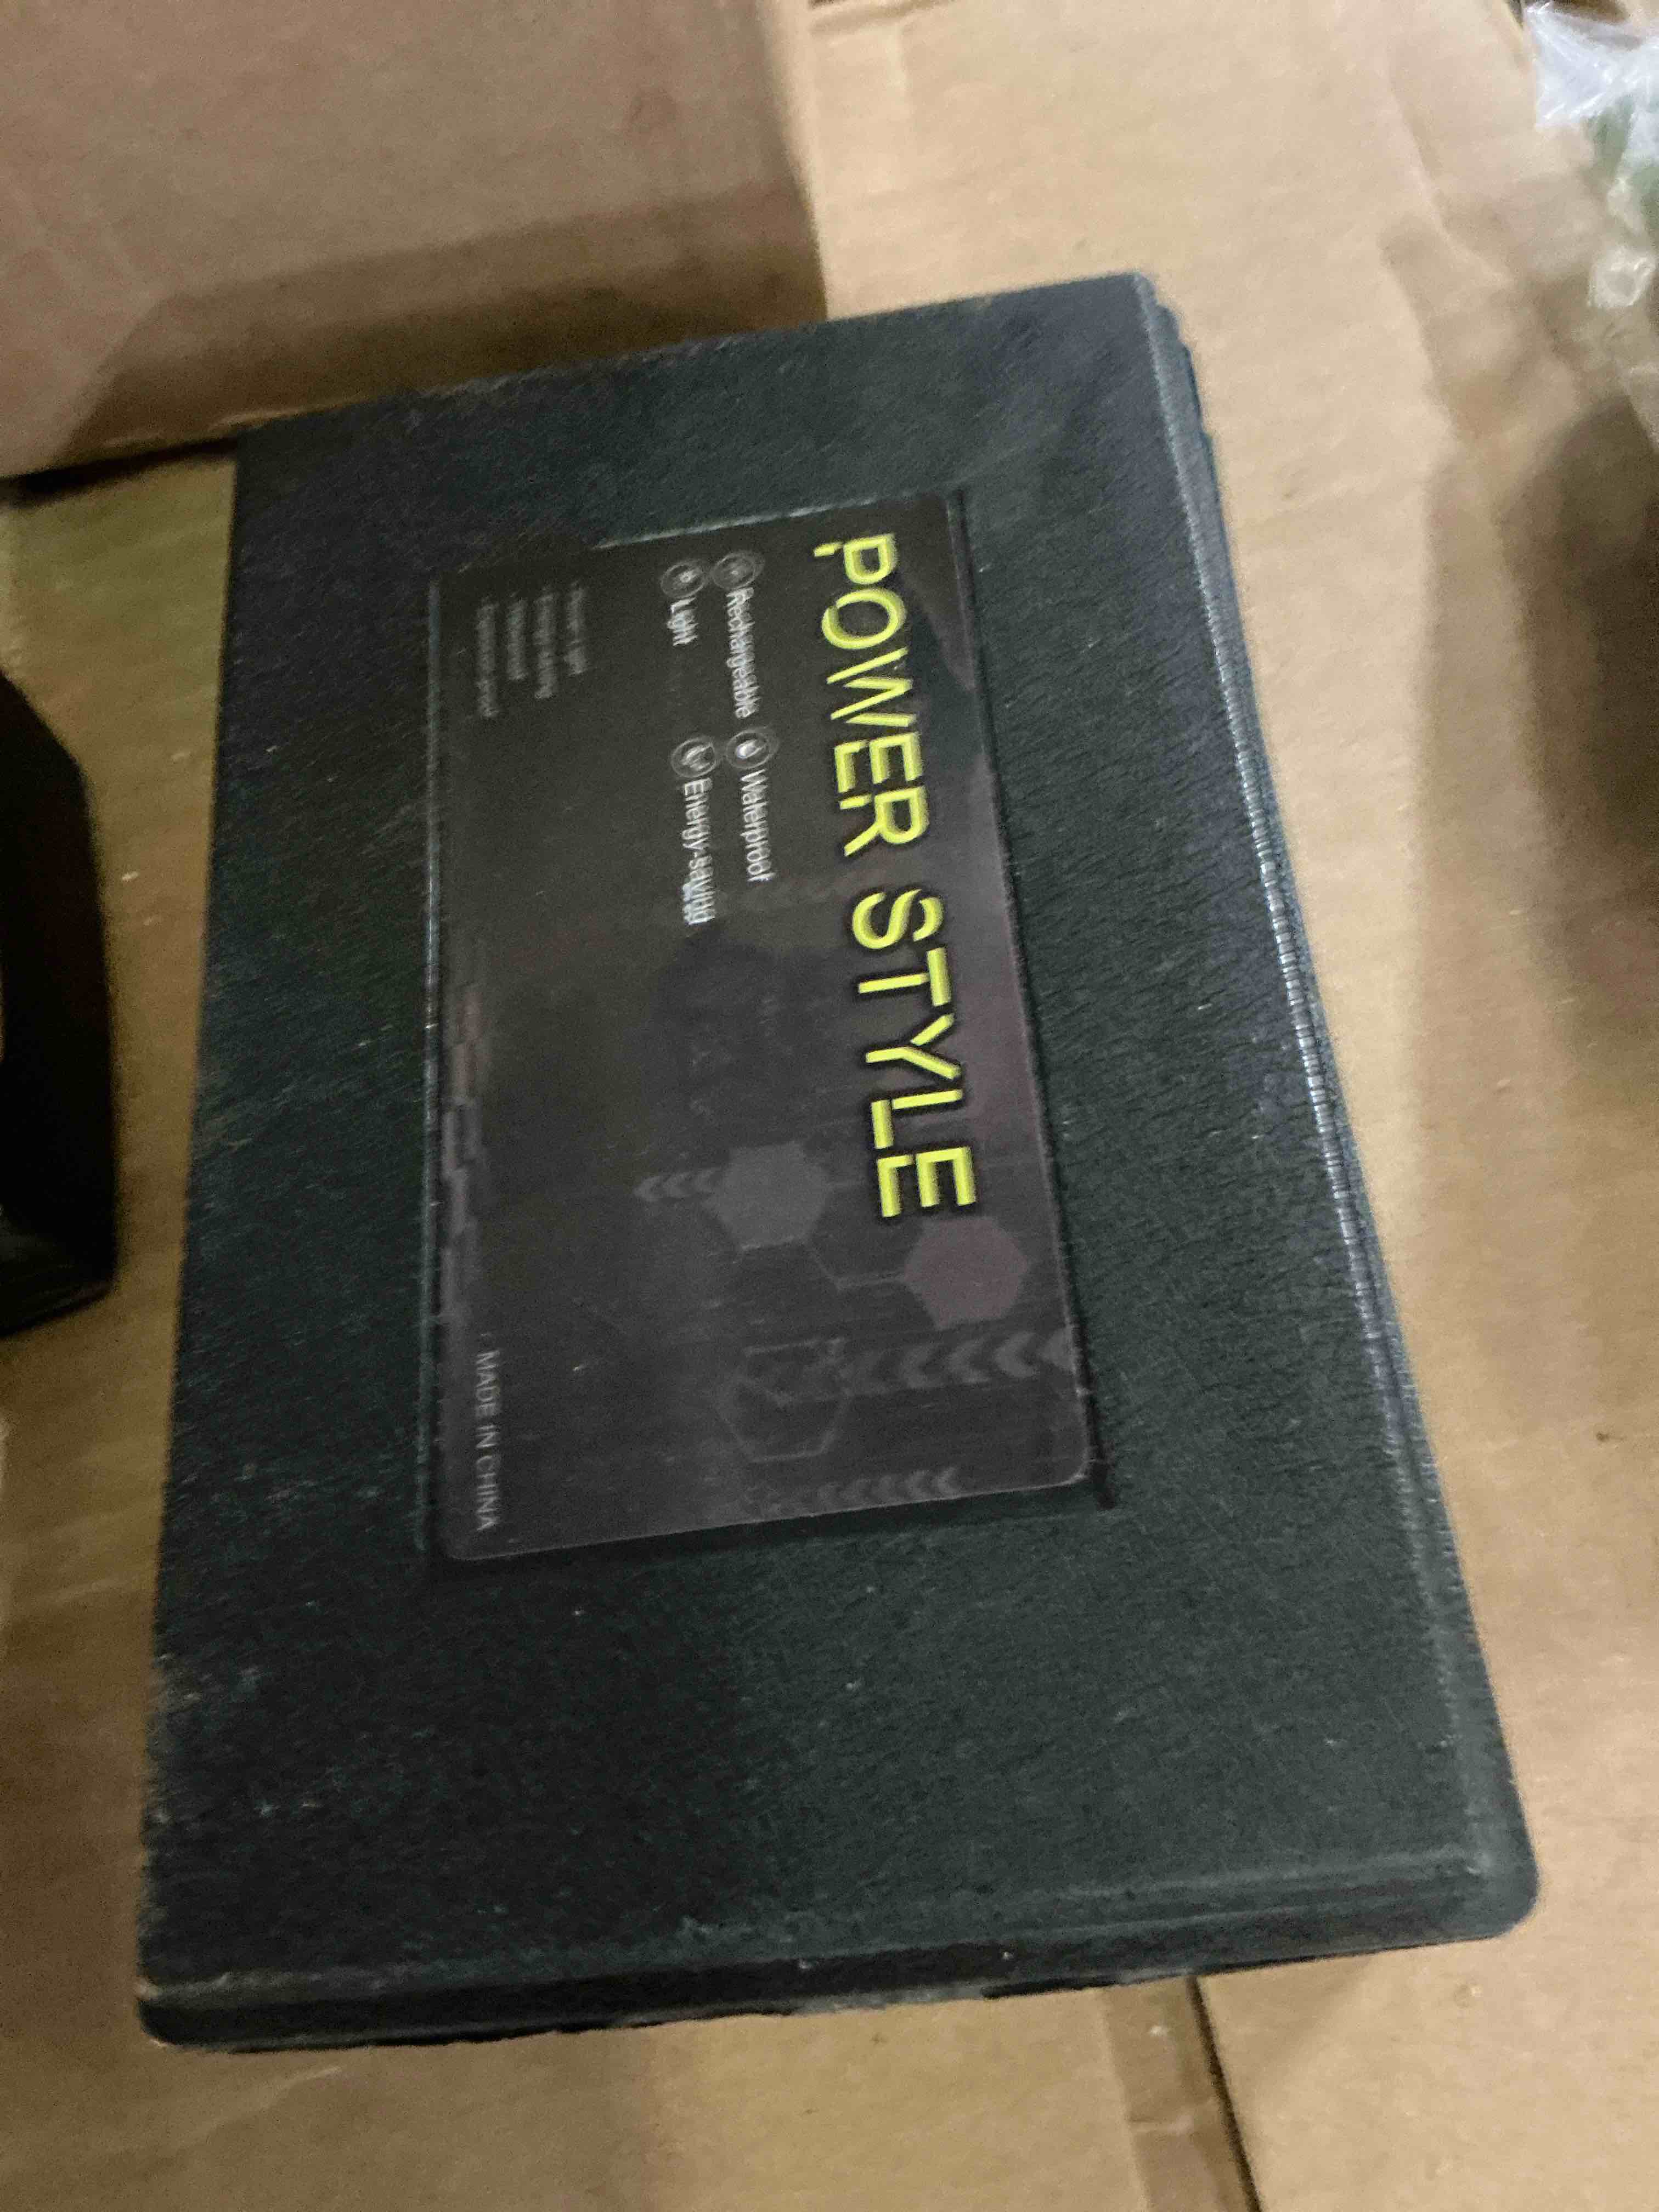 POWER STYLE
Rechargeable Waterproof
Light Energy-saving
MADE IN CHINA